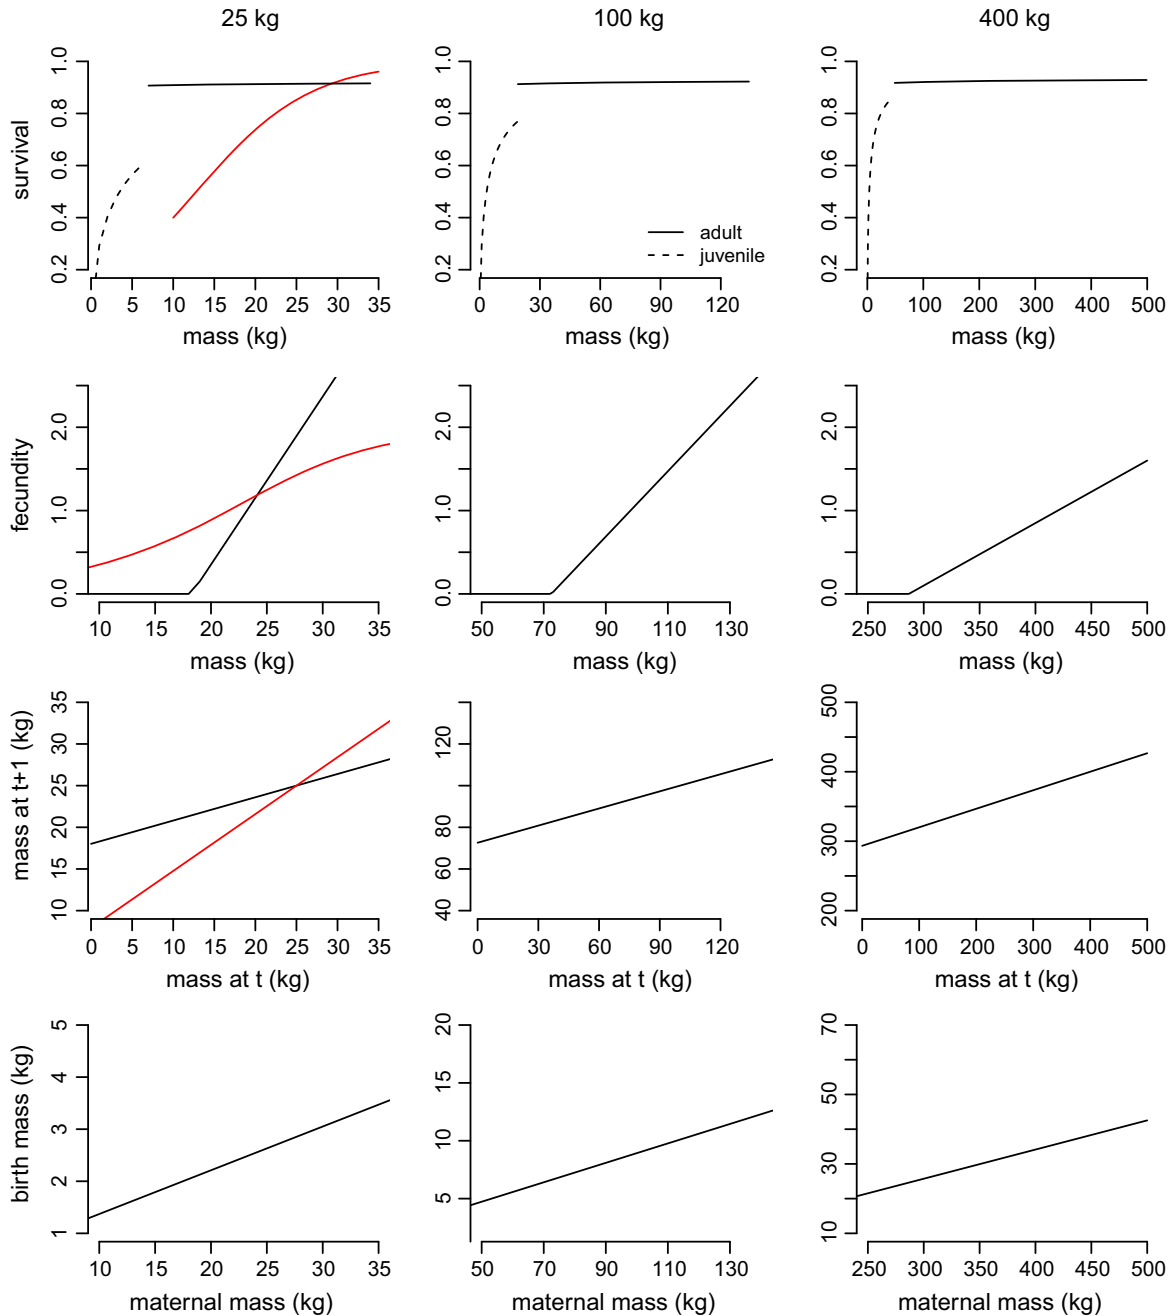 25 kg 100 kg 400 kg
survival
0.2 0.4 0.6 0.8 1.0
0 5 10 15 20 25 30 35
mass (kg)
0.2 0.4 0.6 0.8 1.0
adult
juvenile
0 30 60 90 120
mass (kg)
0.2 0.4 0.6 0.8 1.0
0 100 200 300 400 500
mass (kg)
fecundity
0.0 1.0 2.0
10 15 20 25 30 35
mass (kg)
0.0 1.0 2.0
50 70 90 110 130
mass (kg)
0.0 1.0 2.0
250 300 350 400 450 500
mass (kg)
mass at t+1 (kg)
10 15 20 25 30 35
0 5 10 15 20 25 30 35
mass at t (kg)
40 60 80 120
0 30 60 90 120
mass at t (kg)
200 300 400 500
0 100 200 300 400 500
mass at t (kg)
birth mass (kg)
1 2 3 4 5
10 15 20 25 30 35
maternal mass (kg)
5 10 15 20
50 70 90 110 130
maternal mass (kg)
10 30 50 70
250 300 350 400 450 500
maternal mass (kg)